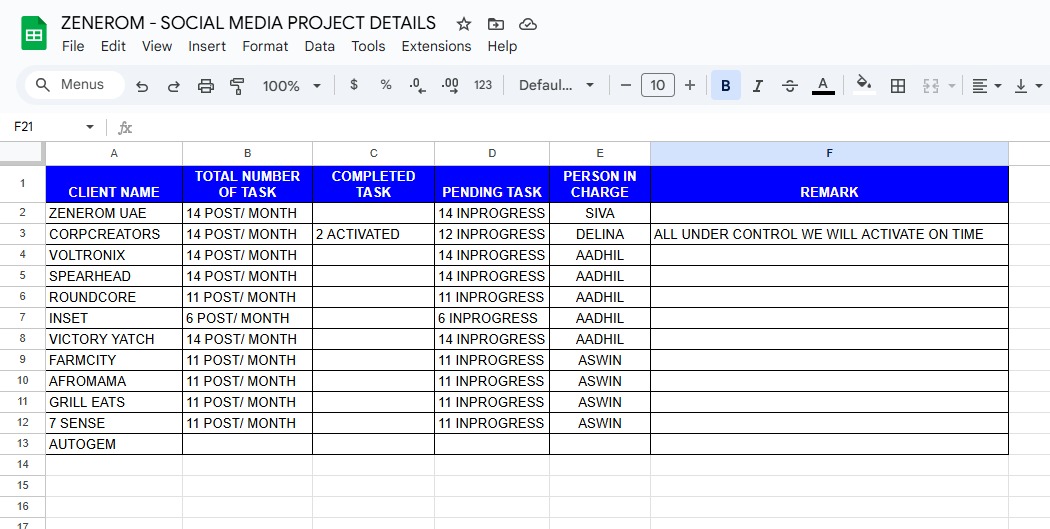 ZENEROM - SOCIAL MEDIA PROJECT DETAILS
File Edit View Insert Format Data Tools Extensions Help
Menus 100% $ % .0 .00 123 Defaul... − 10 + B I S A
F21 fx
A B C D E F
1 CLIENT NAME TOTAL NUMBER OF TASK COMPLETED TASK PENDING TASK PERSON IN CHARGE REMARK
2 ZENEROM UAE 14 POST/ MONTH 14 INPROGRESS SIVA
3 CORPCREATORS 14 POST/ MONTH 2 ACTIVATED 12 INPROGRESS DELINA ALL UNDER CONTROL WE WILL ACTIVATE ON TIME
4 VOLTRONIX 14 POST/ MONTH 14 INPROGRESS AADHIL
5 SPEARHEAD 14 POST/ MONTH 14 INPROGRESS AADHIL
6 ROUNDCORE 11 POST/ MONTH 11 INPROGRESS AADHIL
7 INSET 6 POST/ MONTH 6 INPROGRESS AADHIL
8 VICTORY YATCH 14 POST/ MONTH 14 INPROGRESS AADHIL
9 FARMCITY 11 POST/ MONTH 11 INPROGRESS ASWIN
10 AFROMAMA 11 POST/ MONTH 11 INPROGRESS ASWIN
11 GRILL EATS 11 POST/ MONTH 11 INPROGRESS ASWIN
12 7 SENSE 11 POST/ MONTH 11 INPROGRESS ASWIN
13 AUTOGEM
14
15
16
17